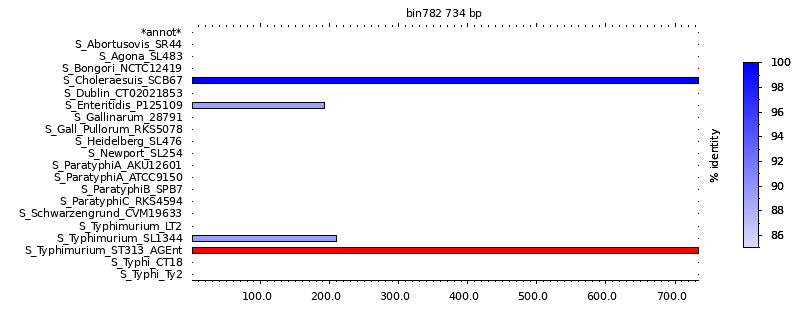 bin782 734 bp
*annot*
S_Abortusovis_SR44
S_Agona_SL483
S_Bongori_NCTC12419
S_Choleraesuis_SCB67
S_Dublin_CT02021853
S_Enteritidis_P125109
S_Gallinarum_28791
S_Gall_Pullorum_RKS5078
S_Heidelberg_SL476
S_Newport_SL254
S_ParatyphiA_AKU12601
S_ParatyphiA_ATCC9150
S_ParatyphiB_SPB7
S_ParatyphiC_RKS4594
S_Schwarzengrund_CVM19633
S_Typhimurium_LT2
S_Typhimurium_SL1344
S_Typhimurium_ST313_AGEnt
S_Typhi_CT18
S_Typhi_Ty2
100.0 200.0 300.0 400.0 500.0 600.0 700.0
% identity
100
98
96
94
92
90
88
86